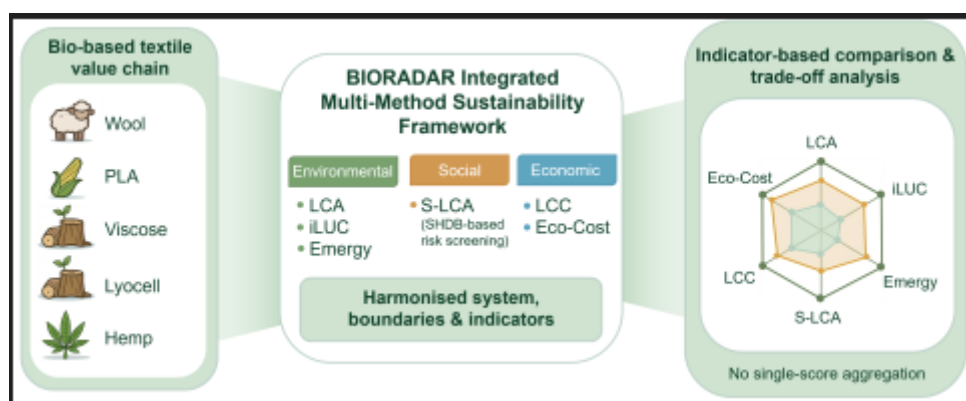 Bio-based textile
value chain
Wool
PLA
Viscose
Lyocell
Hemp
BIORADAR Integrated
Multi-Method Sustainability
Framework
Environmental
Social
Economic
• LCA
• iLUC
• Emergy
• S-LCA
(SHDB-based
risk screening)
• LCC
• Eco-Cost
Harmonised system,
boundaries & indicators
Indicator-based comparison &
trade-off analysis
LCA
iLUC
Emergy
S-LCA
LCC
Eco-Cost
No single-score aggregation